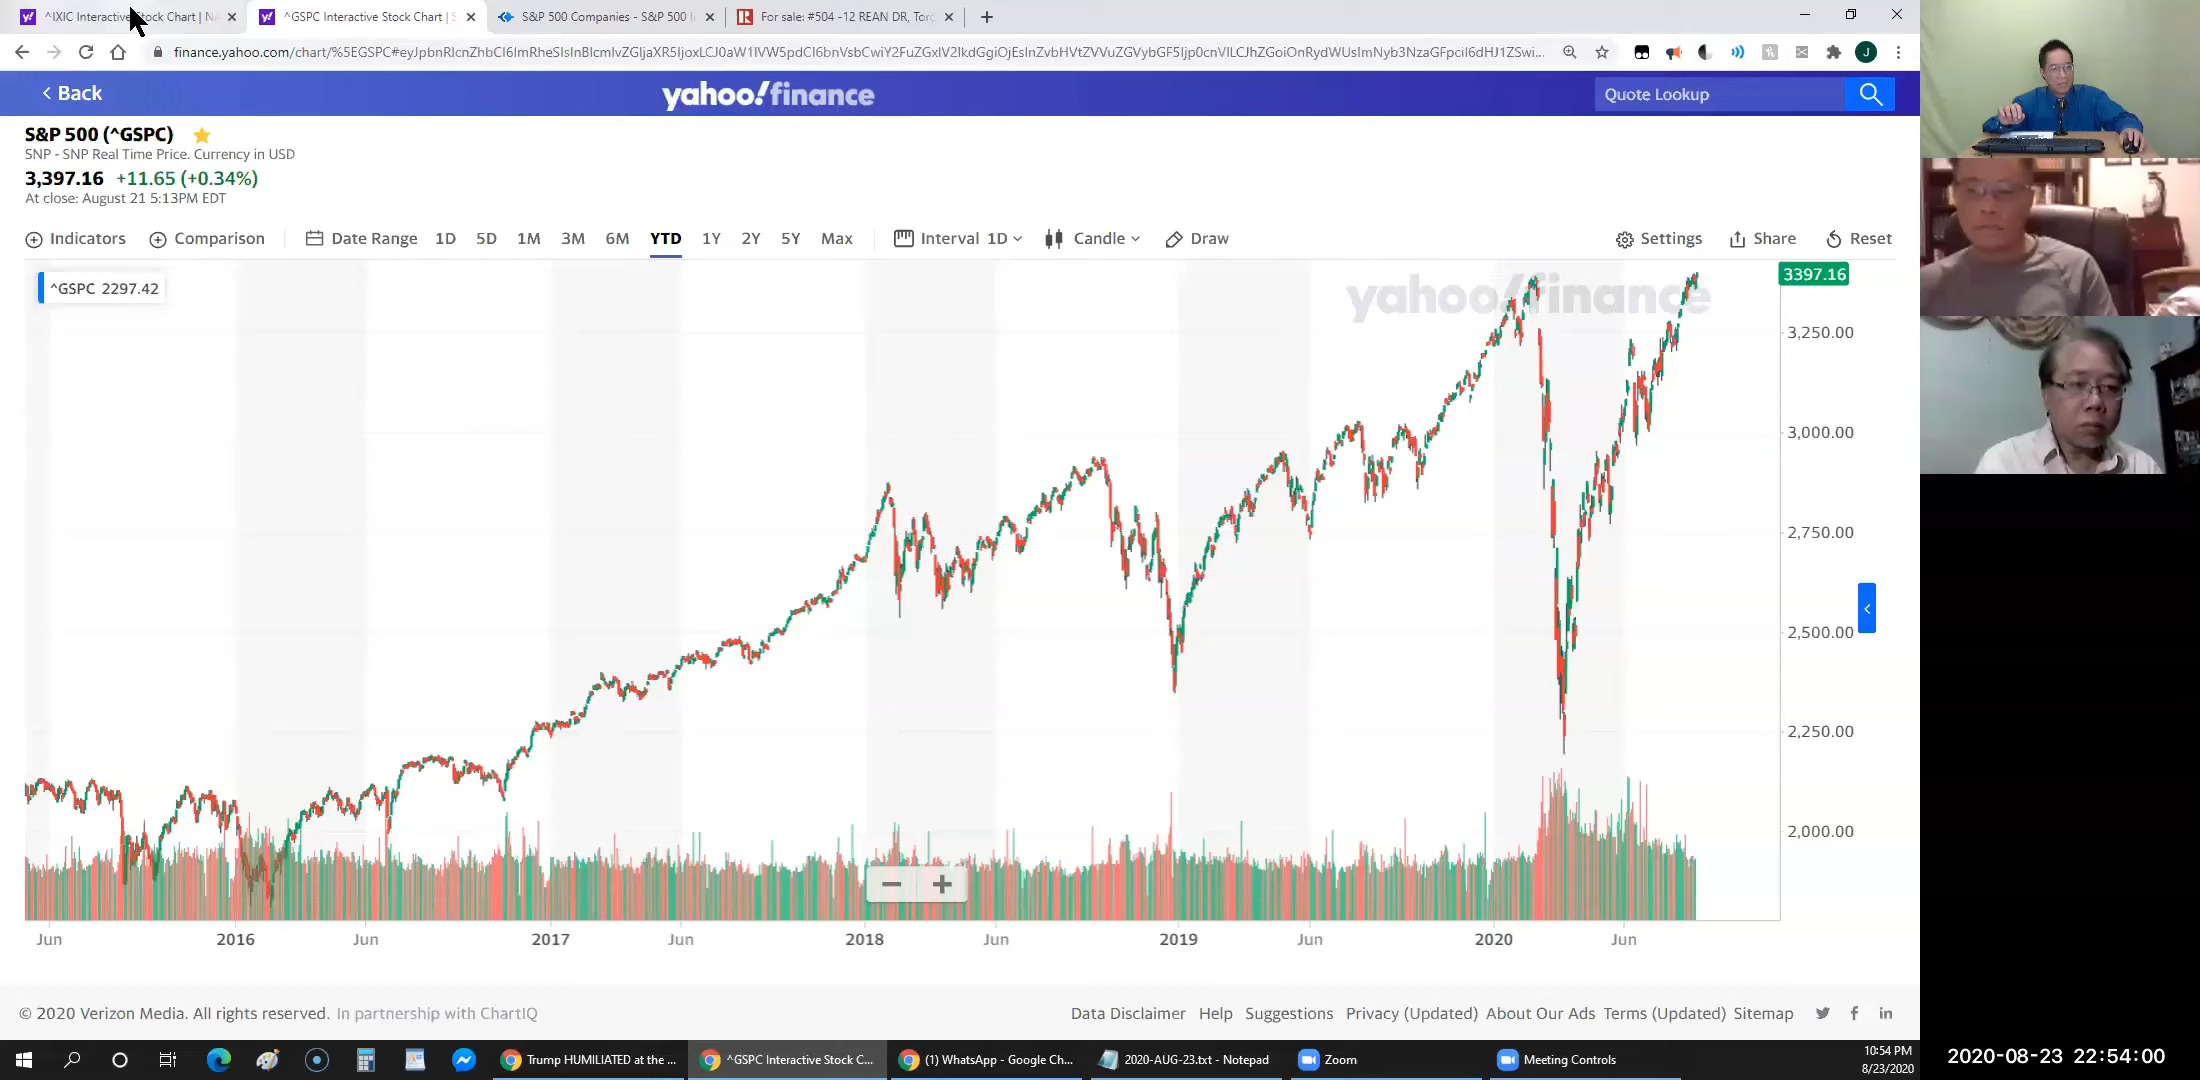 ^IXIC Interactive Stock Chart | N
^GSPC Interactive Stock Chart | S
S&P 500 Companies - S&P 500 I
For sale: #504 -12 REAN DR, Torc
Back
yahoo!finance
Quote Lookup
S&P 500 (^GSPC)
SNP - SNP Real Time Price. Currency in USD
3,397.16 +11.65 (+0.34%)
At close: August 21 5:13PM EDT
Indicators Comparison Date Range 1D 5D 1M 3M 6M YTD 1Y 2Y 5Y Max Interval 1D Candle Draw Settings Share Reset
^GSPC 2297.42
yahoo!finance
3397.16
3,250.00
3,000.00
2,750.00
2,500.00
2,250.00
2,000.00
Jun 2016 Jun 2017 Jun 2018 Jun 2019 Jun 2020 Jun
© 2020 Verizon Media. All rights reserved. In partnership with ChartIQ
Data Disclaimer Help Suggestions Privacy (Updated) About Our Ads Terms (Updated) Sitemap
Trump HUMILIATED at the ...
^GSPC Interactive Stock C...
(1) WhatsApp - Google Ch...
2020-AUG-23.txt - Notepad
Zoom
Meeting Controls
10:54 PM
8/23/2020
2020-08-23 22:54:00